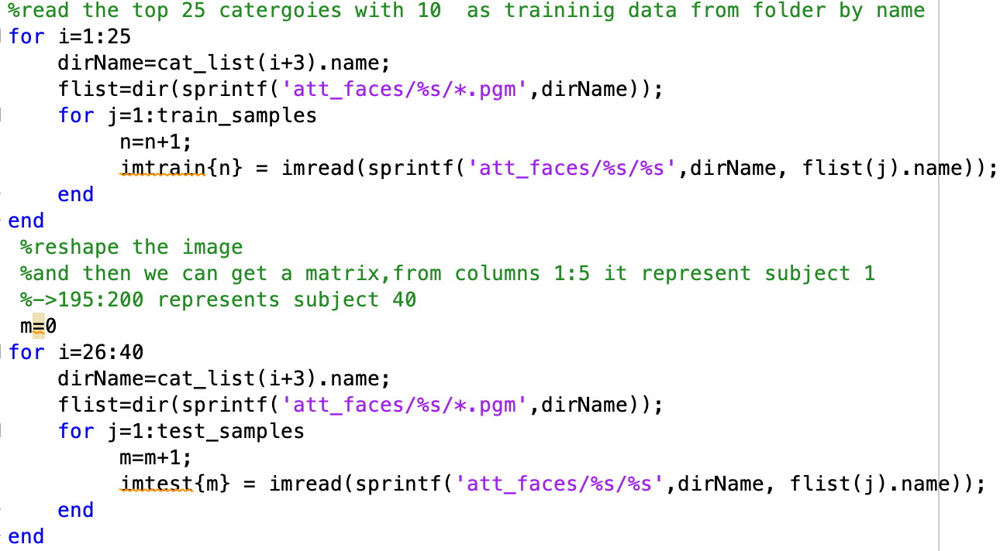 %read the top 25 catergoies with 10  as traininig data from folder by name
for i=1:25
    dirName=cat_list(i+3).name;
    flist=dir(sprintf('att_faces/%s/*.pgm',dirName));
    for j=1:train_samples
         n=n+1;
         imtrain{n} = imread(sprintf('att_faces/%s/%s',dirName, flist(j).name));
    end
end
 %reshape the image
 %and then we can get a matrix,from columns 1:5 it represent subject 1
 %->195:200 represents subject 40
 m=0
for i=26:40
    dirName=cat_list(i+3).name;
    flist=dir(sprintf('att_faces/%s/*.pgm',dirName));
    for j=1:test_samples
         m=m+1;
         imtest{m} = imread(sprintf('att_faces/%s/%s',dirName, flist(j).name));
    end
end